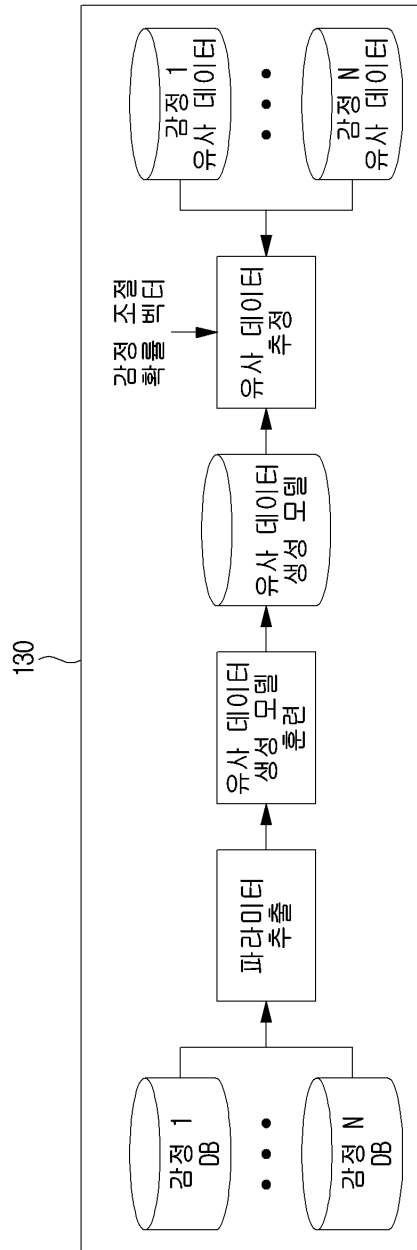 130
감정 1
DB
감정 N
DB
파라미터
추출
유사 데이터
생성 모델
훈련
유사 데이터
생성 모델
감정 조절
확률 벡터
유사 데이터
추정
감정 1
유사 데이터
감정 N
유사 데이터